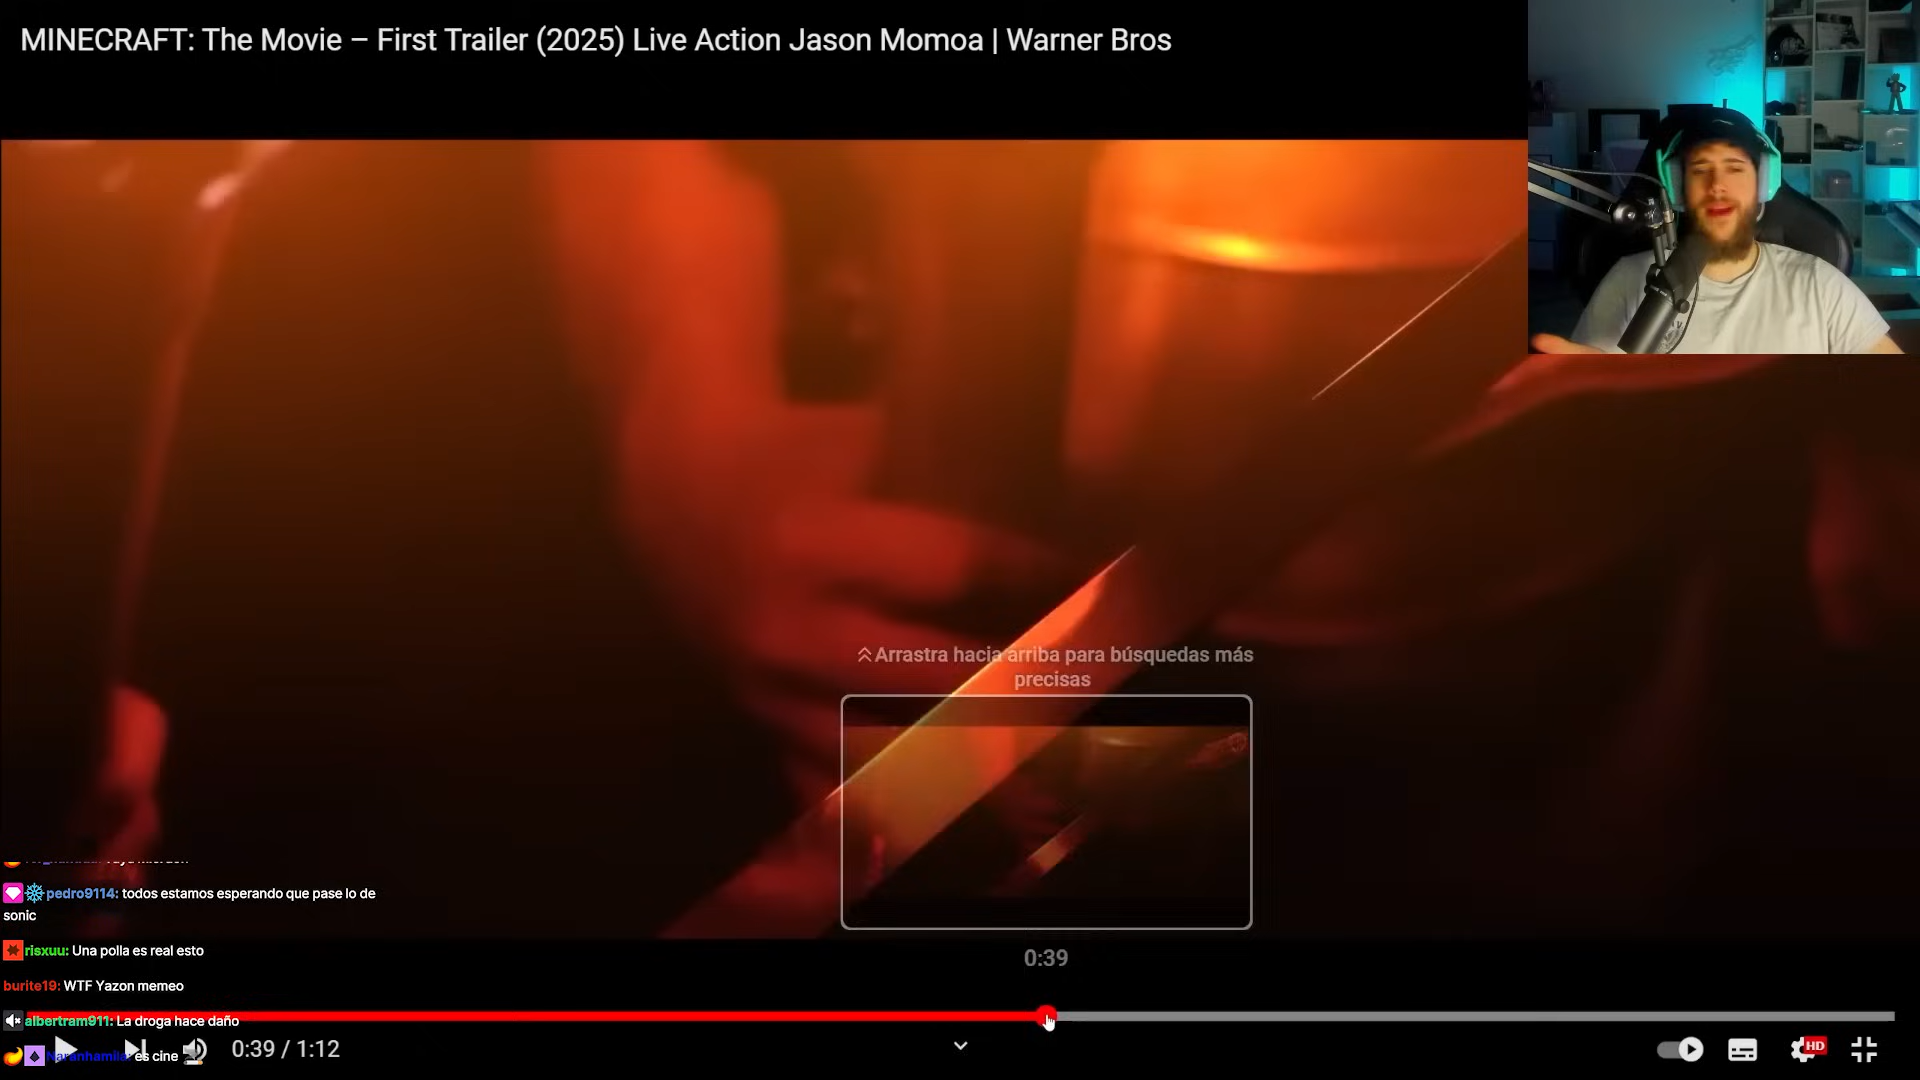 MINECRAFT: The Movie – First Trailer (2025) Live Action Jason Momoa | Warner Bros
Arrastra hacia arriba para búsquedas más
precisas
0:39
pedro9114: todos estamos esperando que pase lo de
sonic
risxuu: Una polla es real esto
burite19: WTF Yazon memeo
albertram911: La droga hace daño
Naranhamila: es cine
0:39 / 1:12
HD